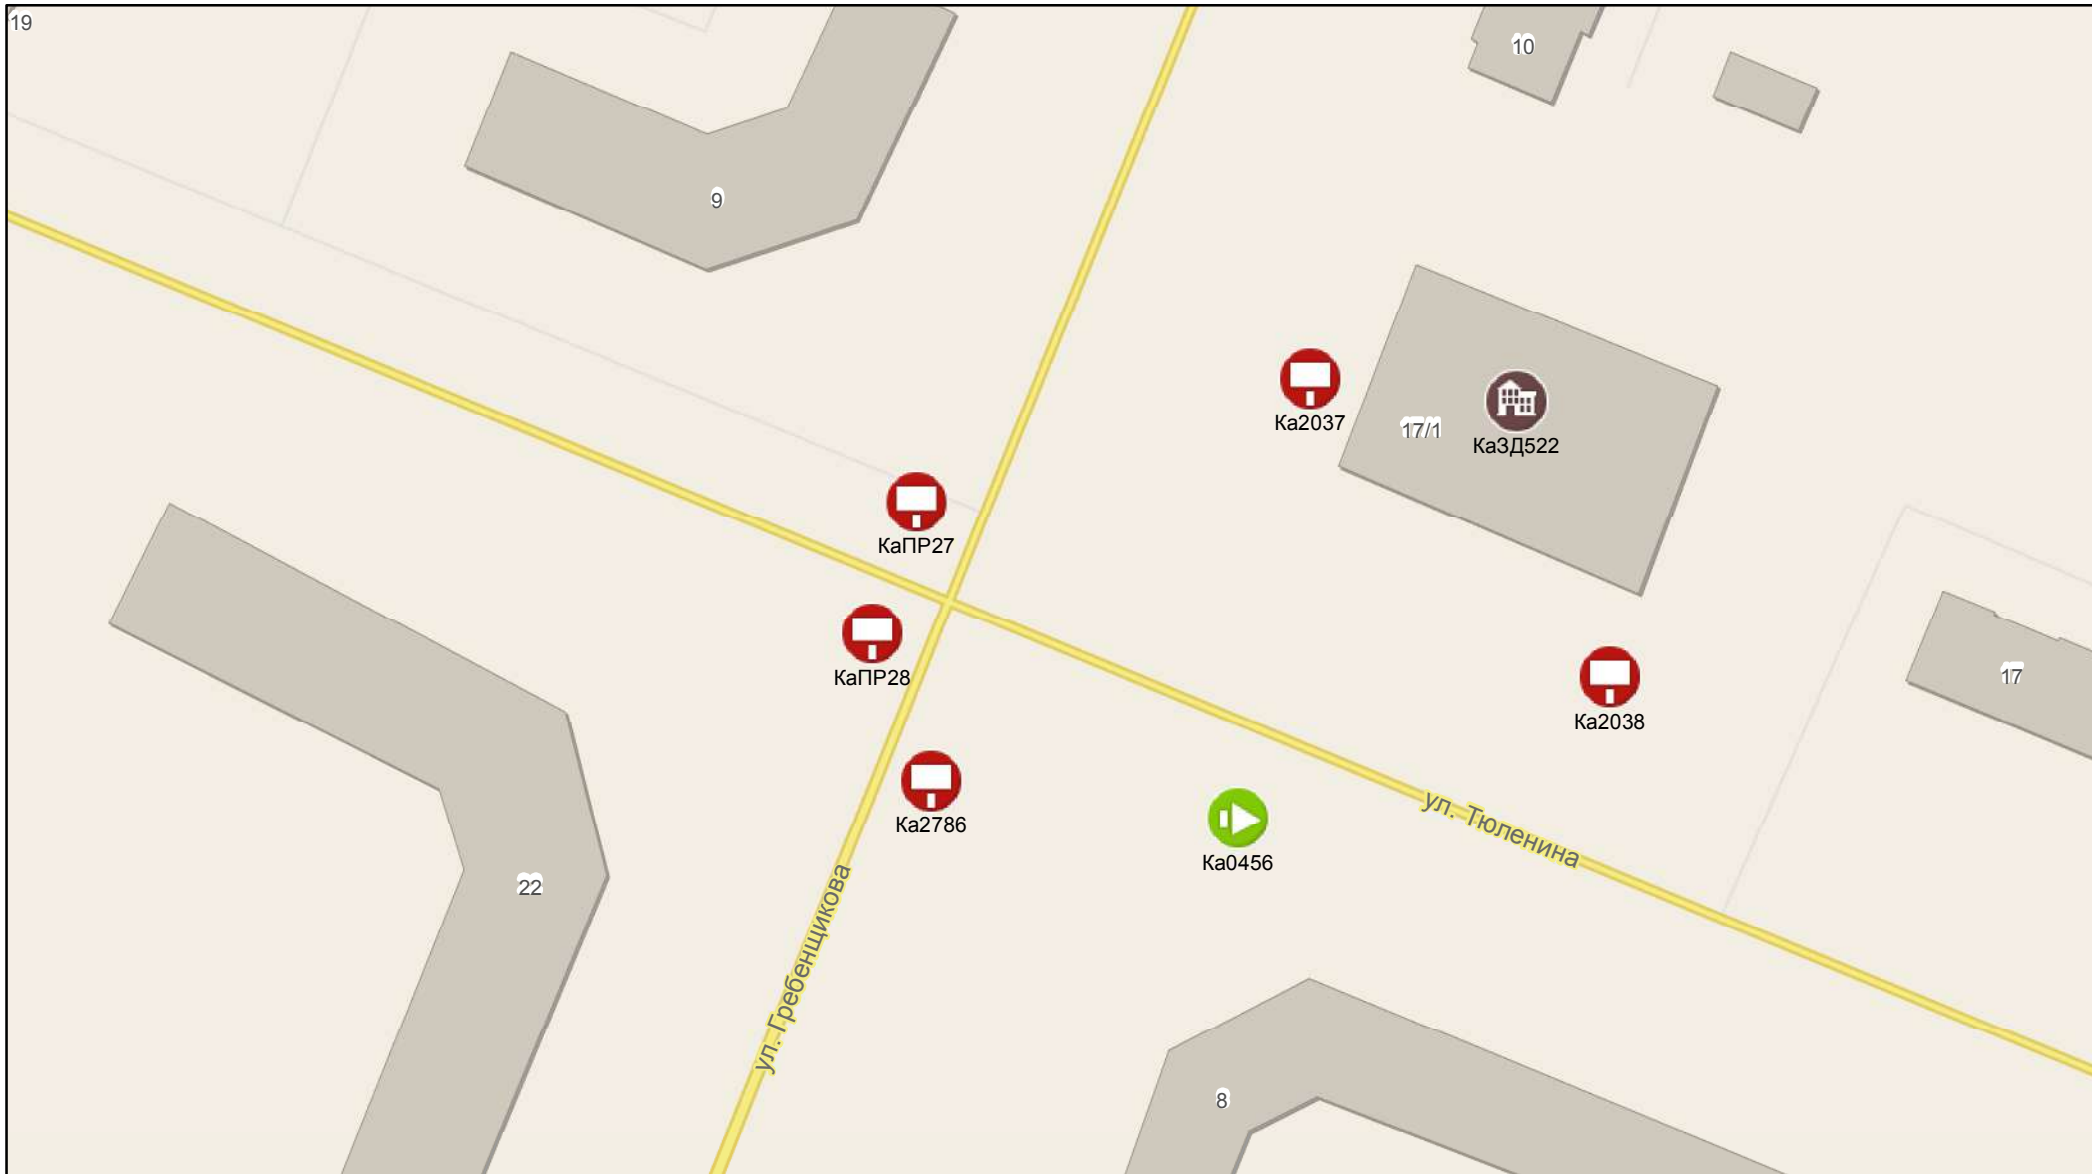 19
10
9
Ка2037
17/1
КаЗД522
КаПР27
КаПР28
17
Ка2038
Ка2786
ул. Тюленина
Ка0456
22
ул. Гребенщикова
8